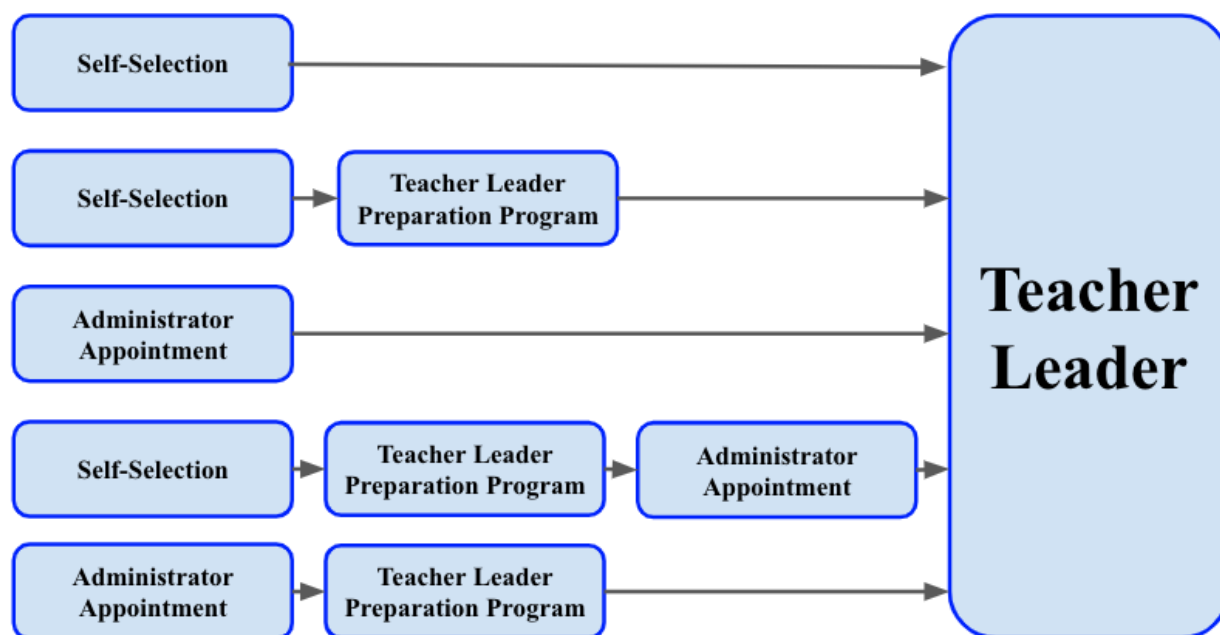 Self-Selection
Self-Selection
Teacher Leader
Preparation Program
Administrator
Appointment
Self-Selection
Teacher Leader
Preparation Program
Administrator
Appointment
Administrator
Appointment
Teacher Leader
Preparation Program
Teacher
Leader